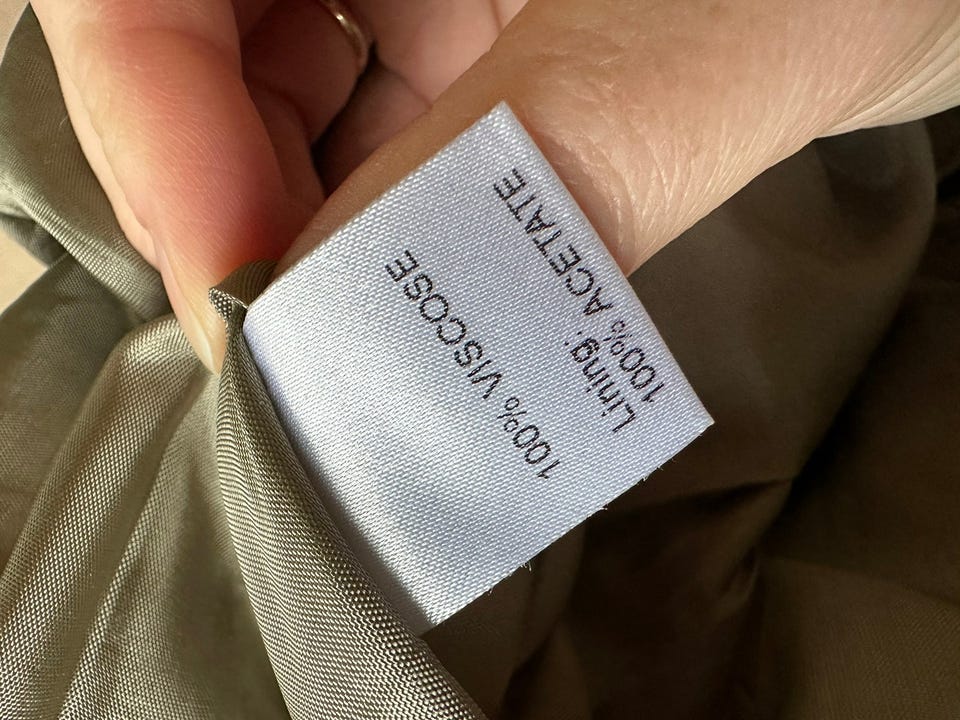 100% VISCOSE
Lining:
100% ACETATE